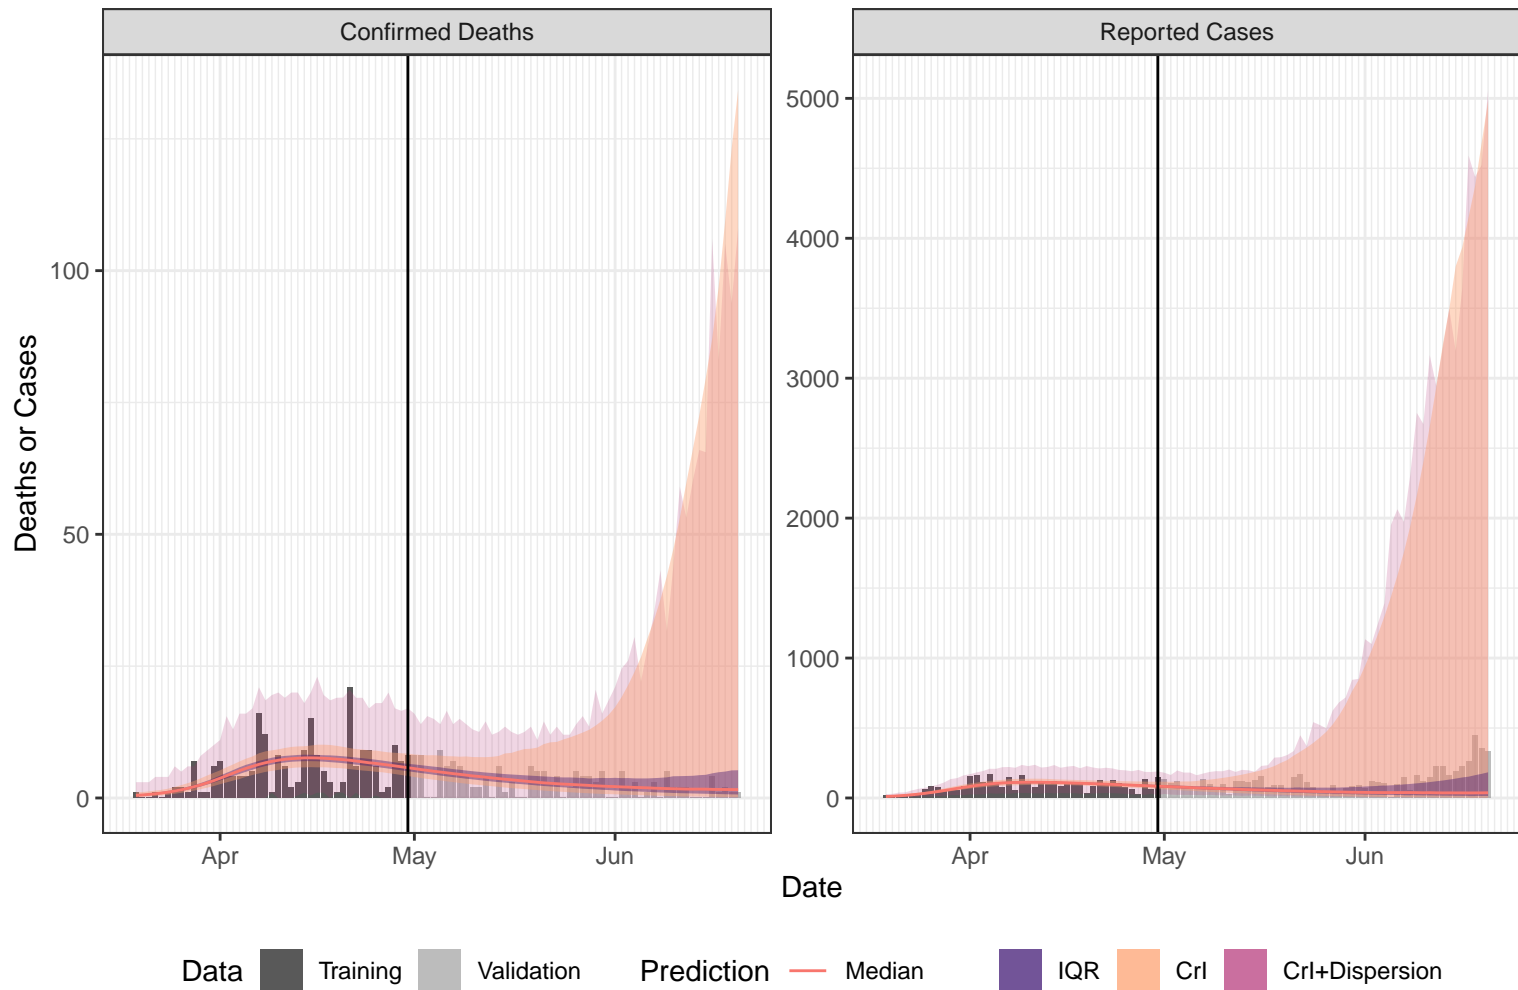 Confirmed Deaths
Reported Cases
Deaths or Cases
100
50
0
5000
4000
3000
2000
1000
0
Apr May Jun
Apr May Jun
Date
Data Training Validation Prediction Median IQR CrI CrI+Dispersion